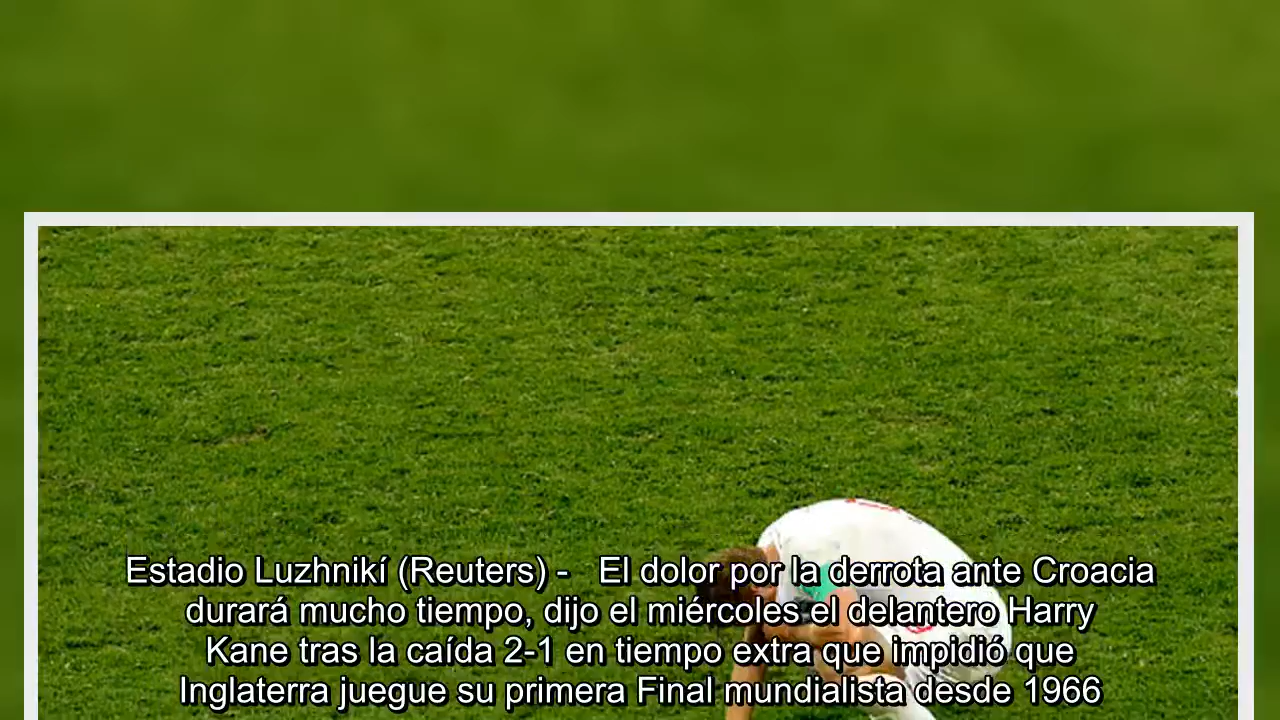 Estadio Luzhnikí (Reuters) -   El dolor por la derrota ante Croacia
durará mucho tiempo, dijo el miércoles el delantero Harry
Kane tras la caída 2-1 en tiempo extra que impidió que
Inglaterra juegue su primera Final mundialista desde 1966